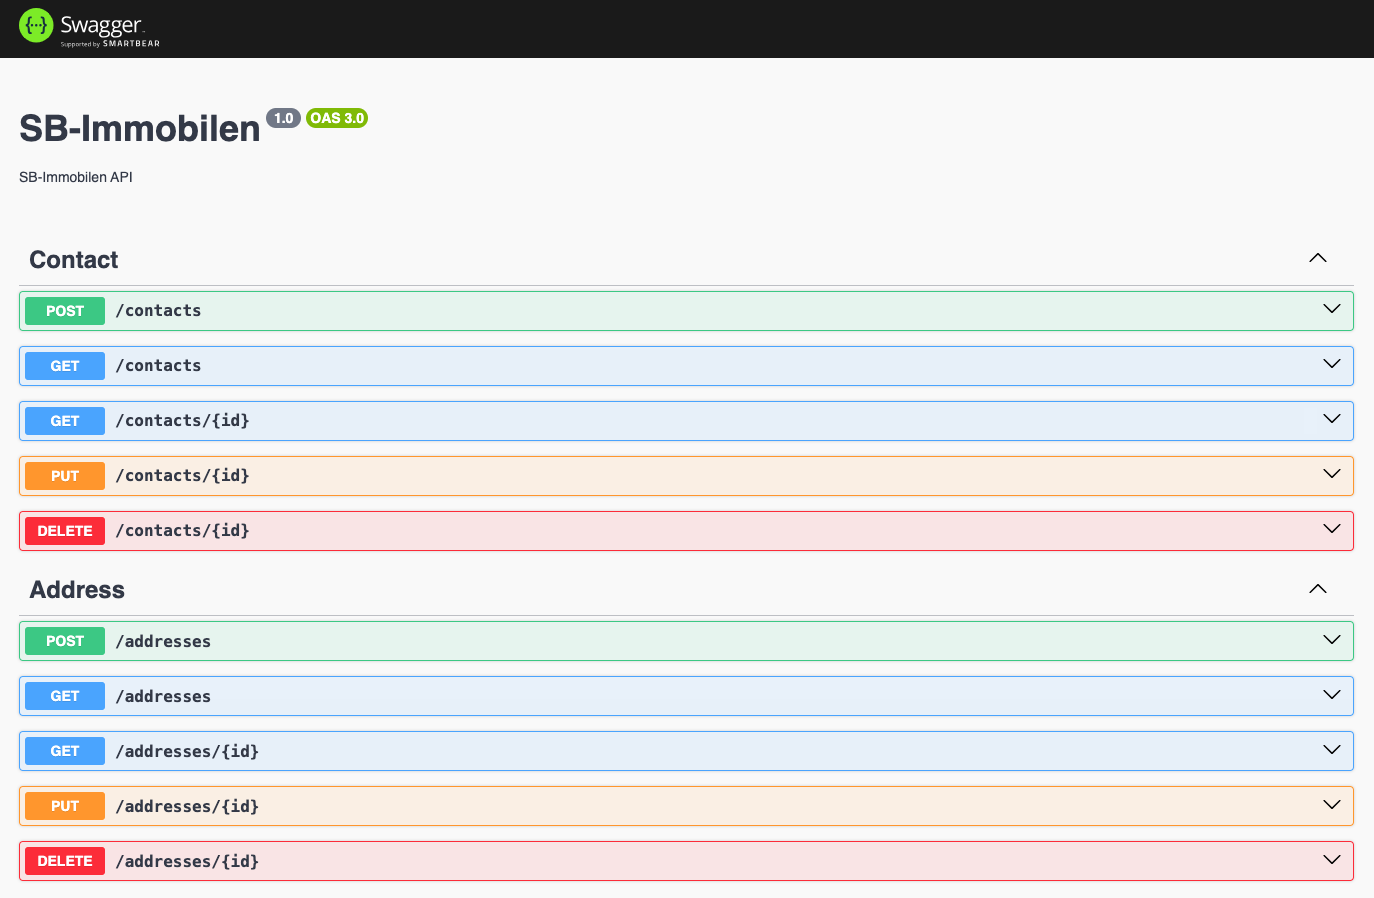 {···} Swagger
Supported by SMARTBEAR
SB-Immobilen 1.0 OAS 3.0
SB-Immobilen API
Contact
POST /contacts
GET /contacts
GET /contacts/{id}
PUT /contacts/{id}
DELETE /contacts/{id}
Address
POST /addresses
GET /addresses
GET /addresses/{id}
PUT /addresses/{id}
DELETE /addresses/{id}